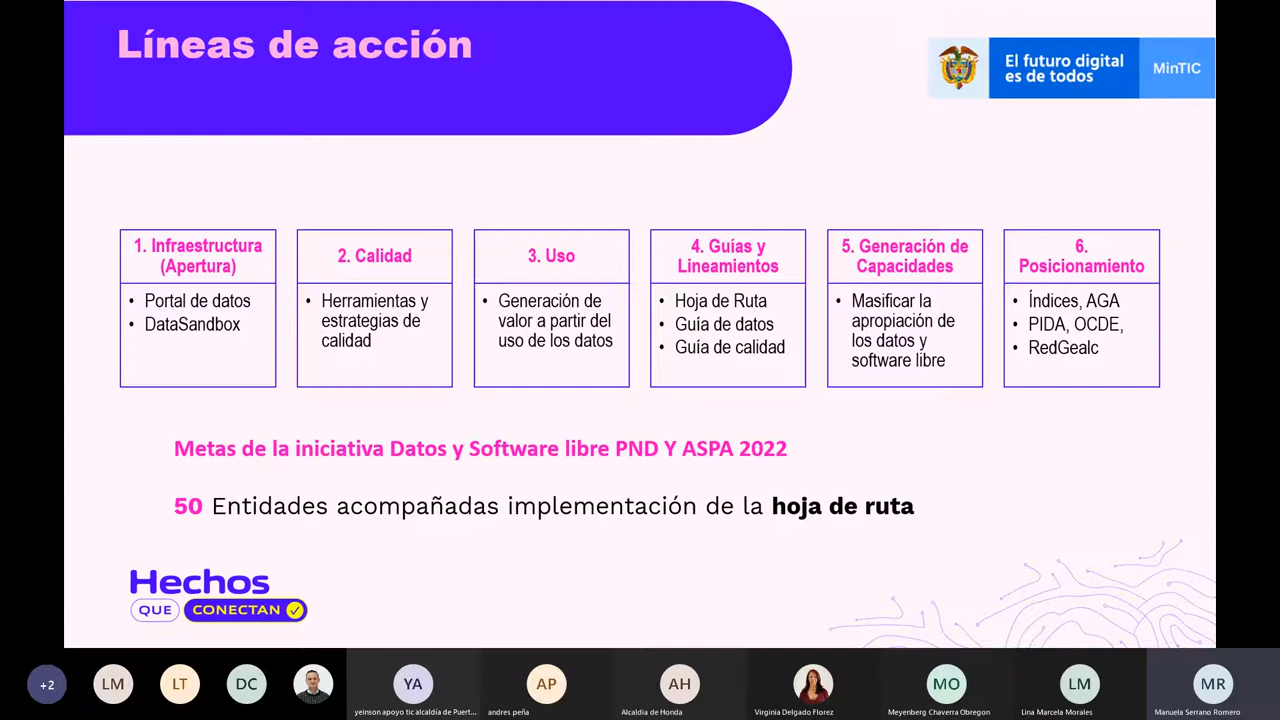 Líneas de acción
El futuro digital
es de todos
MinTIC
1. Infraestructura
(Apertura)
• Portal de datos
• DataSandbox
2. Calidad
• Herramientas y
estrategias de
calidad
3. Uso
• Generación de
valor a partir del
uso de los datos
4. Guías y
Lineamientos
• Hoja de Ruta
• Guía de datos
• Guía de calidad
5. Generación de
Capacidades
• Masificar la
apropiación de
los datos y
software libre
6.
Posicionamiento
• Índices, AGA
• PIDA, OCDE,
• RedGealc
Metas de la iniciativa Datos y Software libre PND Y ASPA 2022
50 Entidades acompañadas implementación de la hoja de ruta
Hechos
QUE CONECTAN
+2
LM
LT
DC
YA
yeinson apoyo tic alcaldía de Puert...
AP
andres peña
AH
Alcaldia de Honda
Virginia Delgado Florez
MO
Meyenberg Chaverra Obregon
LM
Lina Marcela Morales
MR
Manuela Serrano Romero